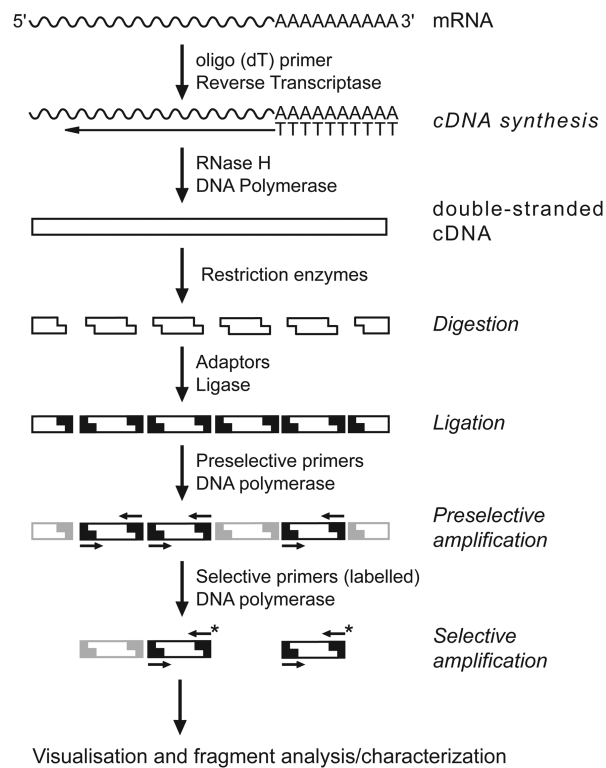 5' AAAAAAAAAA 3' mRNA
oligo (dT) primer
Reverse Transcriptase
AAAAAAAAAA
TTTTTTTTTT
cDNA synthesis
RNase H
DNA Polymerase
double-stranded
cDNA
Restriction enzymes
Digestion
Adaptors
Ligase
Ligation
Preselective primers
DNA polymerase
Preselective
amplification
Selective primers (labelled)
DNA polymerase
* *
Selective
amplification
Visualisation and fragment analysis/characterization